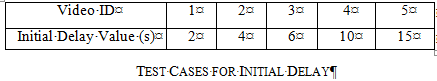 Video·ID¤ 1¤ 2¤ 3¤ 4¤ 5¤
Initial·Delay·Value·(s)¤ 2¤ 4¤ 6¤ 10¤ 15¤
TEST·CASES·FOR·INITIAL·DELAY¶